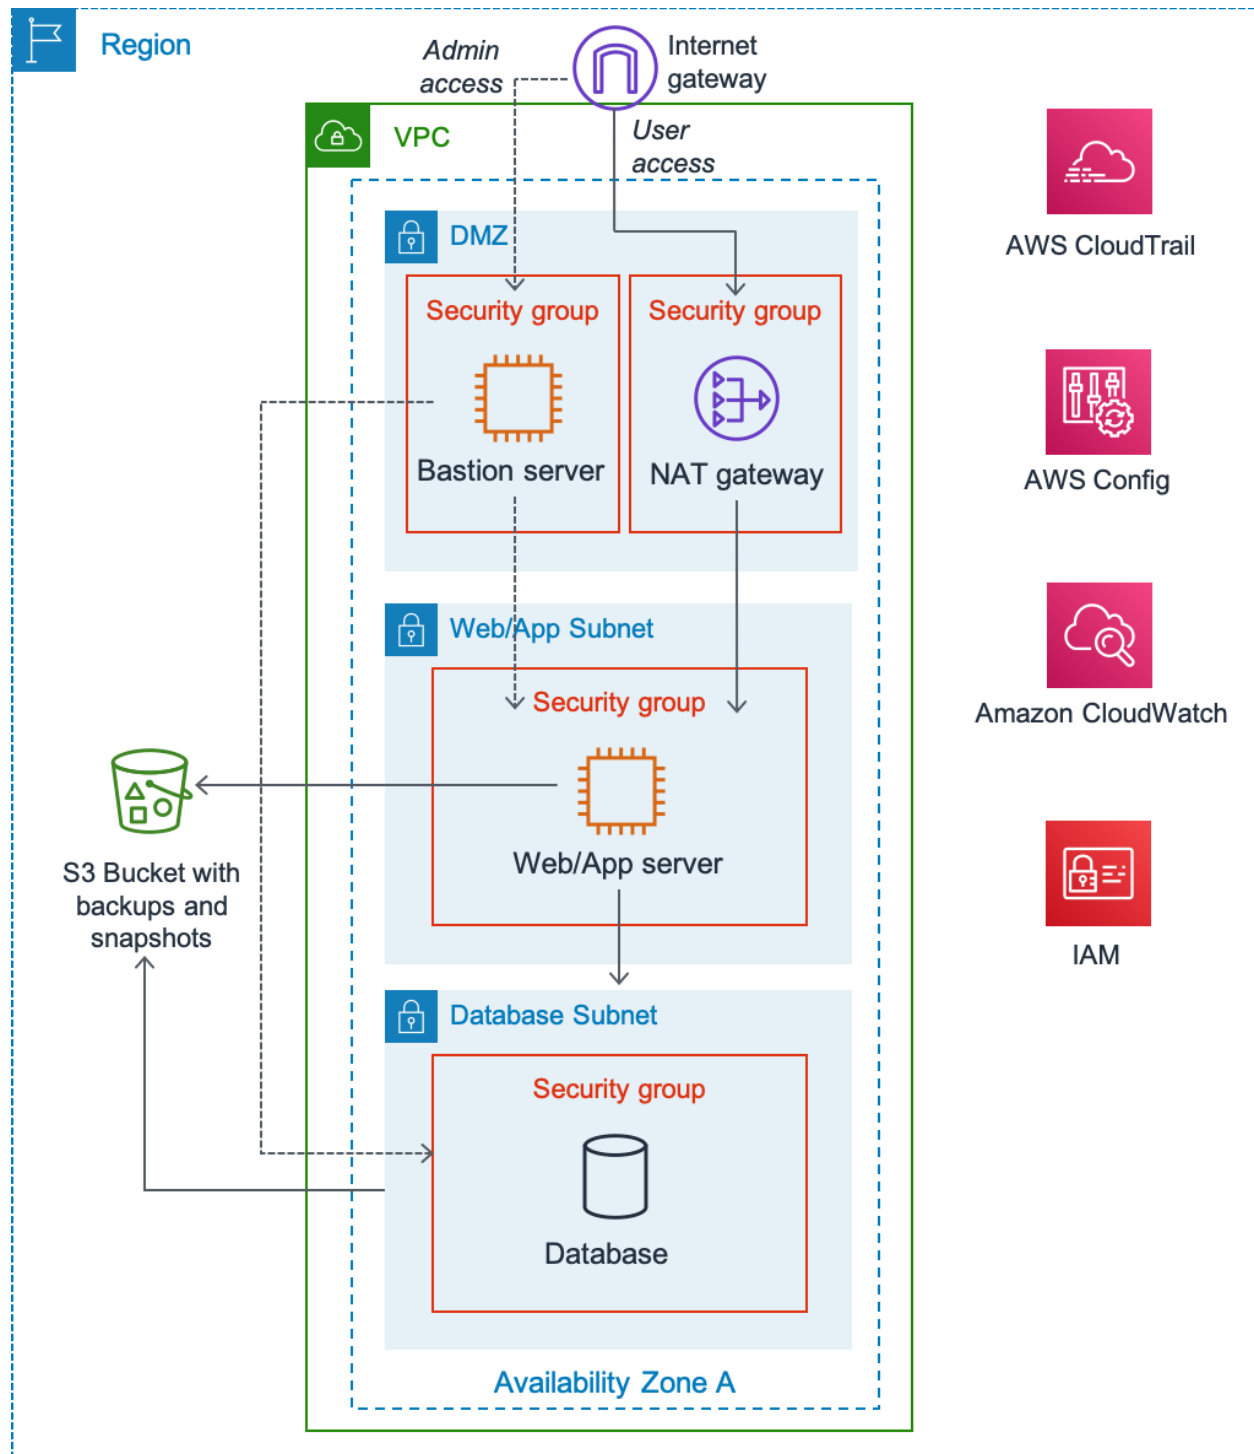 Region
Admin
access
Internet
gateway
VPC
User
access
DMZ
Security group
Security group
Bastion server
NAT gateway
Web/App Subnet
Security group
Web/App server
S3 Bucket with
backups and
snapshots
Database Subnet
Security group
Database
Availability Zone A
AWS CloudTrail
AWS Config
Amazon CloudWatch
IAM